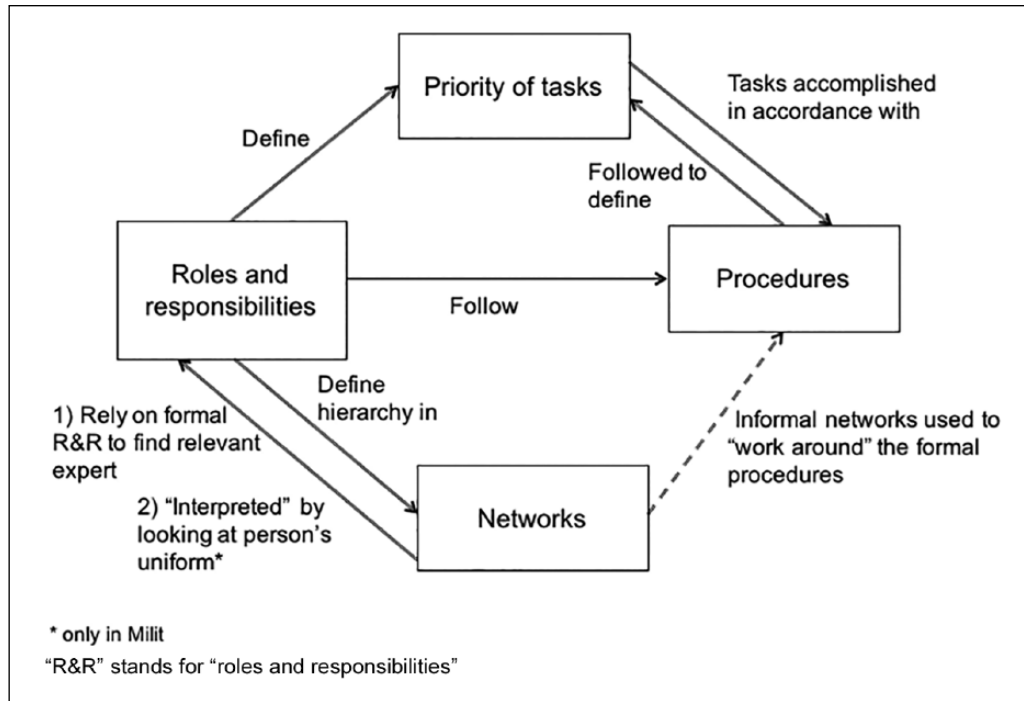 Priority of tasks
Tasks accomplished
in accordance with
Define
Followed to
define
Roles and
responsibilities
Procedures
Follow
Define
hierarchy in
1) Rely on formal
R&R to find relevant
expert
Informal networks used to
“work around” the formal
procedures
2) “Interpreted” by
looking at person’s
uniform*
Networks
* only in Milit
“R&R” stands for “roles and responsibilities”